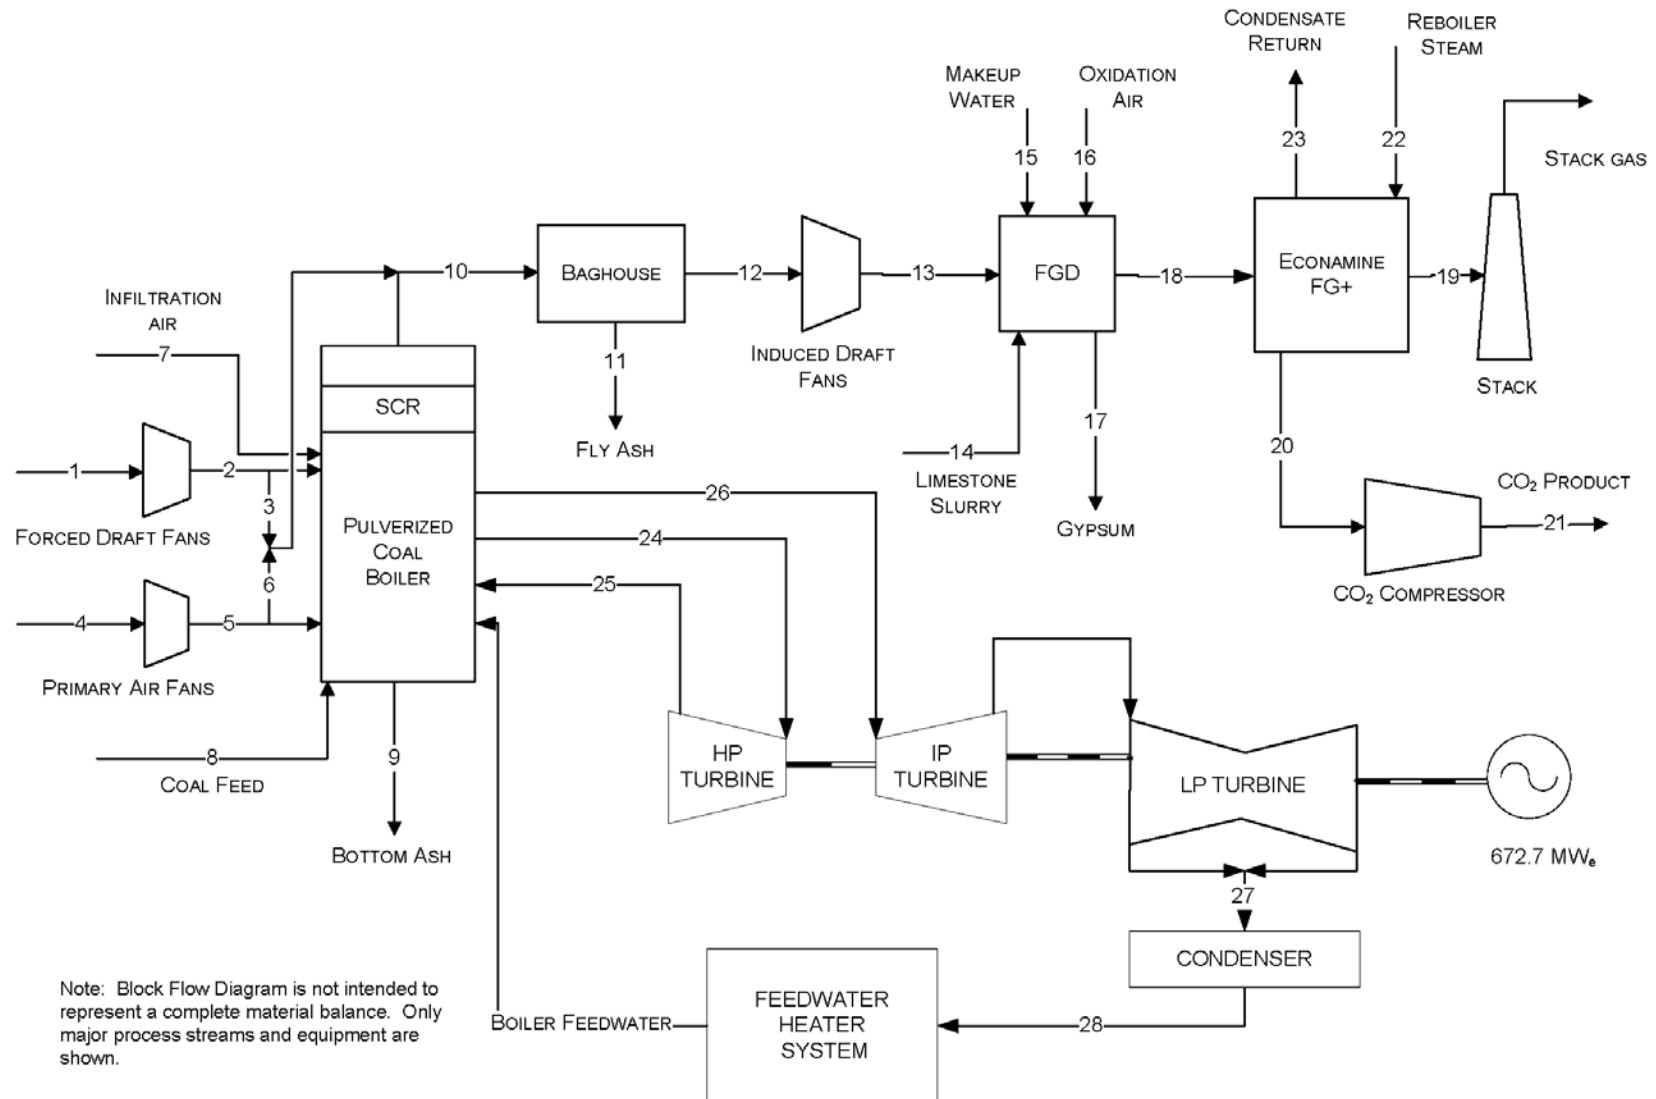 CONDENSATE
RETURN
REBOILER
STEAM
MAKEUP
WATER
OXIDATION
AIR
23
22
15
16
STACK GAS
INFILTRATION
AIR
7
10
BAGHOUSE
12
13
FGD
18
ECONAMINE
FG+
19
STACK
11
FLY ASH
INDUCED DRAFT
FANS
14
LIMESTONE
SLURRY
17
GYPSUM
20
CO₂ PRODUCT
21
CO₂ COMPRESSOR
SCR
1
2
3
FORCED DRAFT FANS
6
4
5
PRIMARY AIR FANS
PULVERIZED
COAL
BOILER
26
24
25
8
COAL FEED
9
BOTTOM ASH
HP
TURBINE
IP
TURBINE
LP TURBINE
672.7 MWe
27
CONDENSER
28
FEEDWATER
HEATER
SYSTEM
BOILER FEEDWATER
Note: Block Flow Diagram is not intended to
represent a complete material balance. Only
major process streams and equipment are
shown.